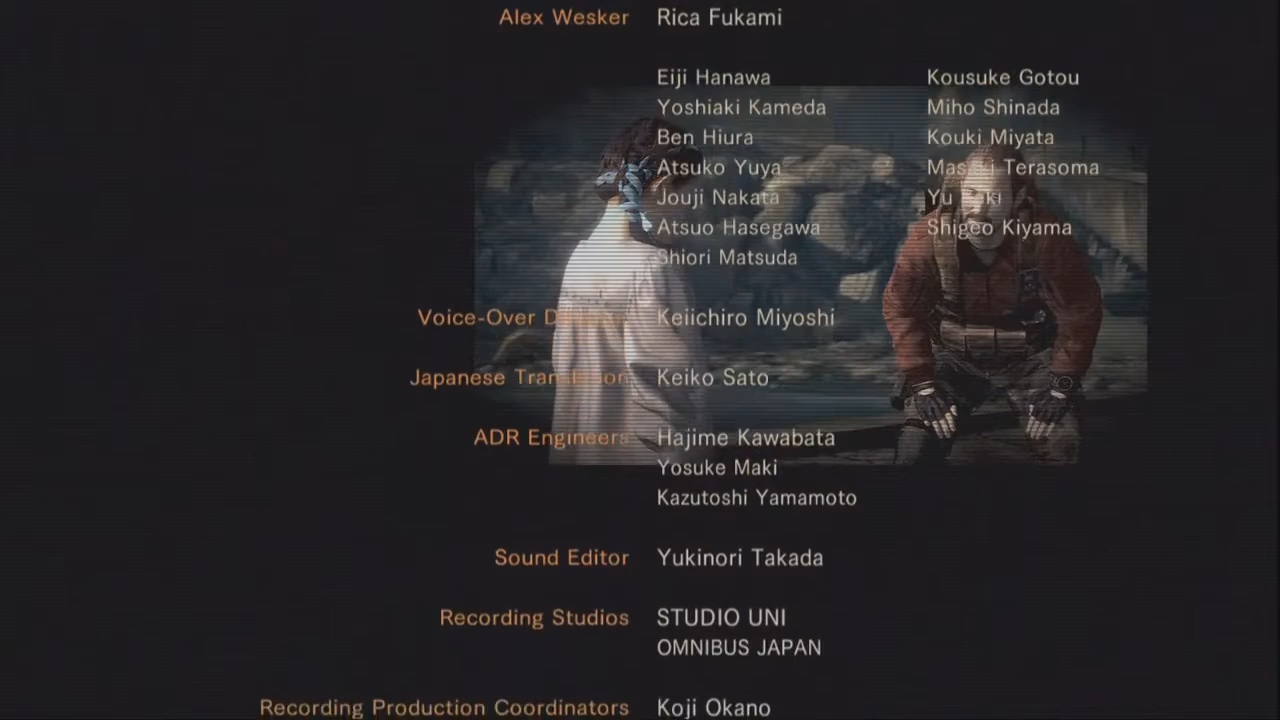 Alex Wesker Rica Fukami
Eiji Hanawa Kousuke Gotou
Yoshiaki Kameda Miho Shinada
Ben Hiura Kouki Miyata
Atsuko Yuya Terasoma
Jouji Nakata Yu
Atsuo Hasegawa Shigeo Kiyama
Shiori Matsuda
Voice-Over Keiichiro Miyoshi
Japanese Translation Keiko Sato
ADR Engineers Hajime Kawabata
Yosuke Maki
Kazutoshi Yamamoto
Sound Editor Yukinori Takada
Recording Studios STUDIO UNI
OMNIBUS JAPAN
Recording Production Coordinators Koji Okano